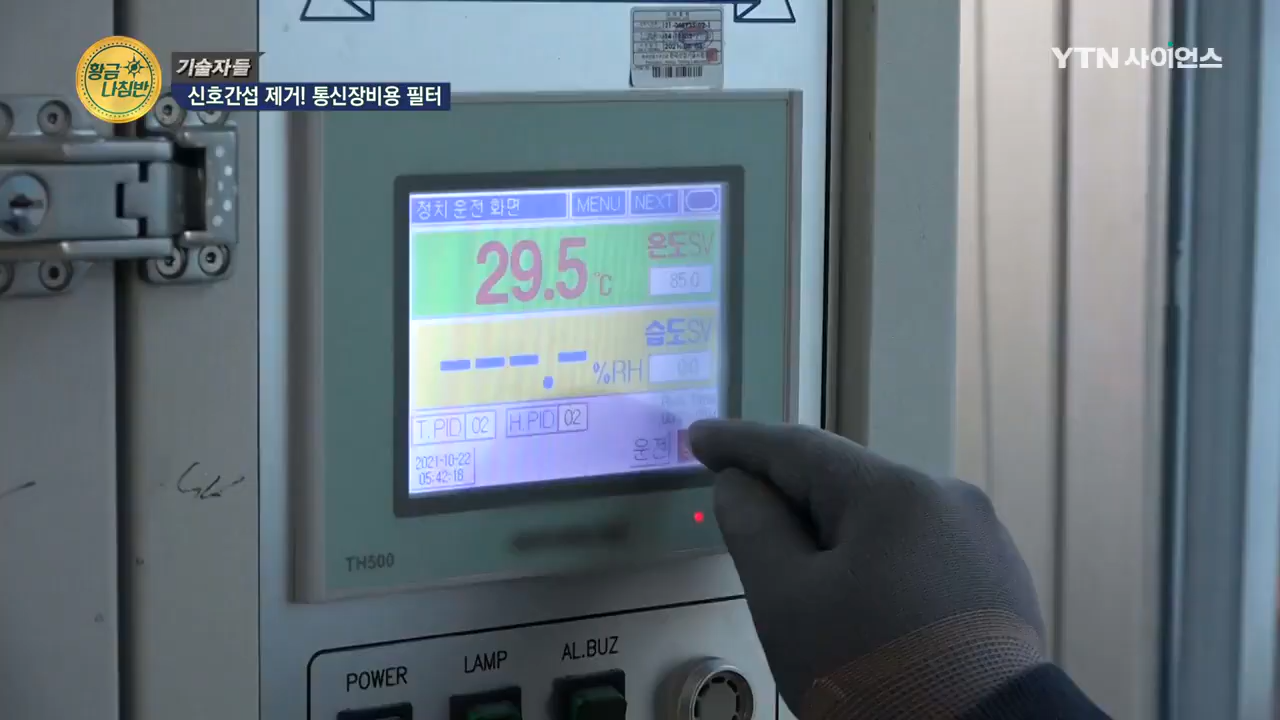 황금
나침반
기술자들
신호간섭 제거! 통신장비용 필터
YTN 사이언스
정치 운전 화면 MENU NEXT
29.5 ℃ 온도SV
85.0
습도SV
----.- %RH 0.0
T.PID 02 H.PID 02
운전
2021-10-22
05:42:18
TH500
POWER LAMP AL.BUZ